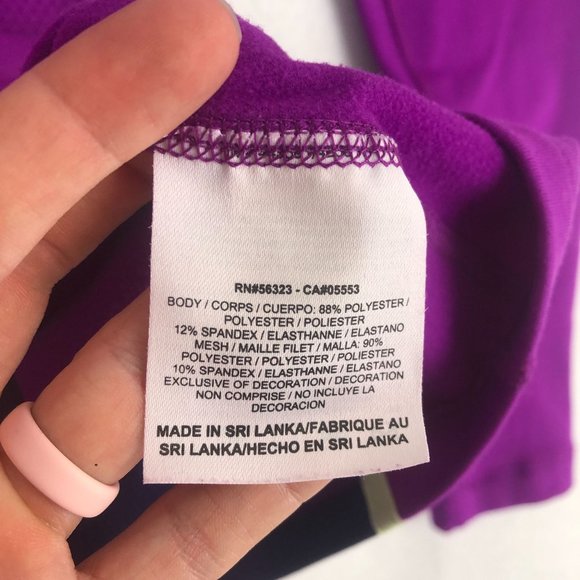 RN#56323 - CA#05553
BODY / CORPS / CUERPO: 88% POLYESTER /
POLYESTER / POLIESTER
12% SPANDEX / ELASTHANNE / ELASTANO
MESH / MAILLE FILET / MALLA: 90%
POLYESTER / POLYESTER / POLIESTER
10% SPANDEX / ELASTHANNE / ELASTANO
EXCLUSIVE OF DECORATION / DECORATION
NON COMPRISE / NO INCLUYE LA
DECORACION
MADE IN SRI LANKA/FABRIQUE AU
SRI LANKA/HECHO EN SRI LANKA